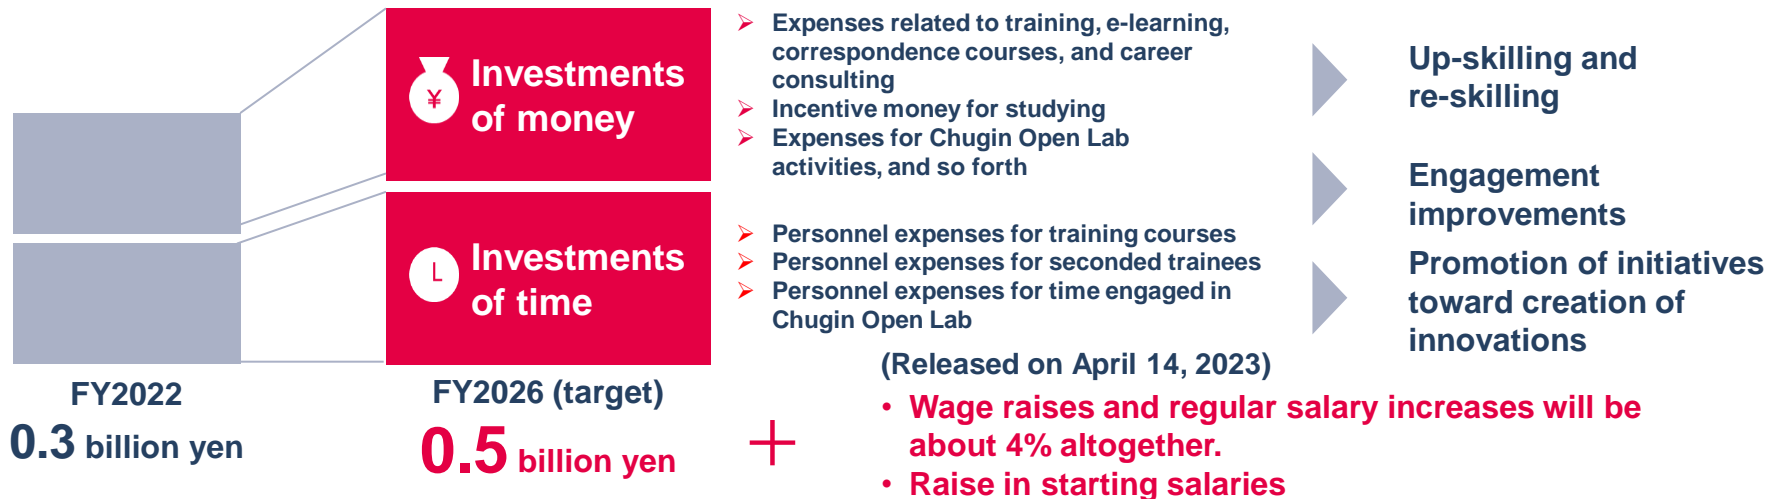 Investments
of money
➢ Expenses related to training, e-learning,
correspondence courses, and career
consulting
➢ Incentive money for studying
➢ Expenses for Chugin Open Lab
activities, and so forth
Up-skilling and
re-skilling
Engagement
improvements
Investments
of time
➢ Personnel expenses for training courses
➢ Personnel expenses for seconded trainees
➢ Personnel expenses for time engaged in
Chugin Open Lab
Promotion of initiatives
toward creation of
innovations
FY2022
0.3 billion yen
FY2026 (target)
0.5 billion yen
+
(Released on April 14, 2023)
• Wage raises and regular salary increases will be
about 4% altogether.
• Raise in starting salaries
¥